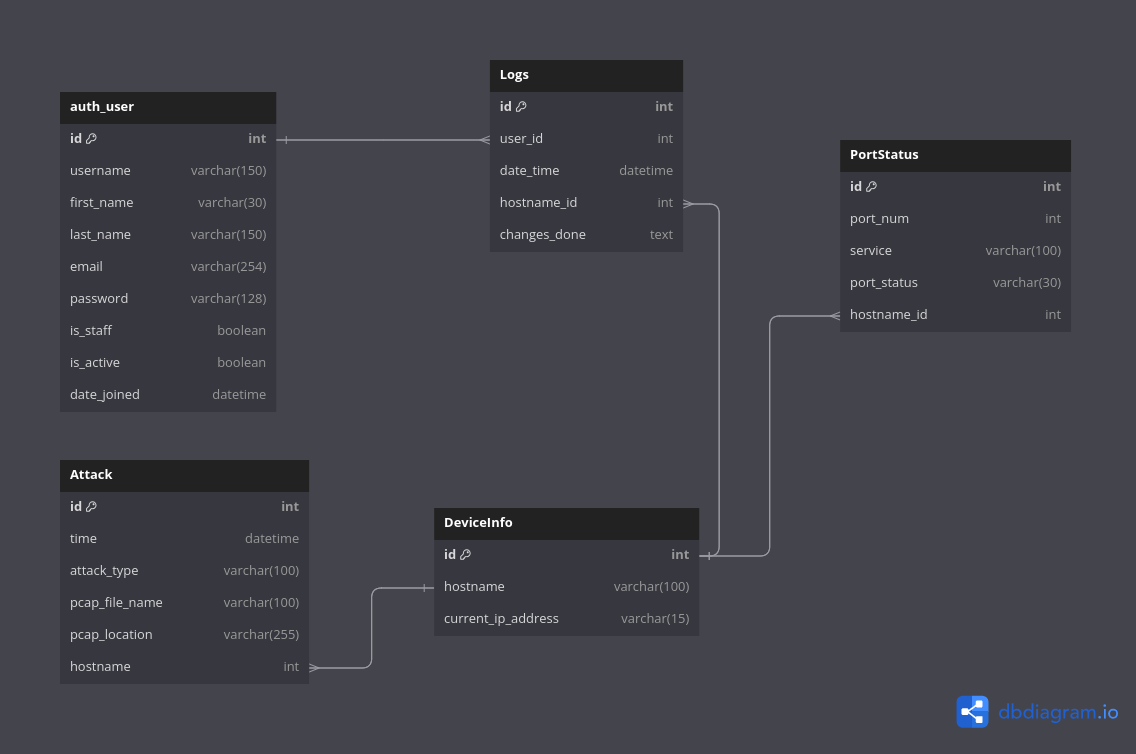 auth_user
id int
username varchar(150)
first_name varchar(30)
last_name varchar(150)
email varchar(254)
password varchar(128)
is_staff boolean
is_active boolean
date_joined datetime
Logs
id int
user_id int
date_time datetime
hostname_id int
changes_done text
PortStatus
id int
port_num int
service varchar(100)
port_status varchar(30)
hostname_id int
Attack
id int
time datetime
attack_type varchar(100)
pcap_file_name varchar(100)
pcap_location varchar(255)
hostname int
DeviceInfo
id int
hostname varchar(100)
current_ip_address varchar(15)
dbdiagram.io